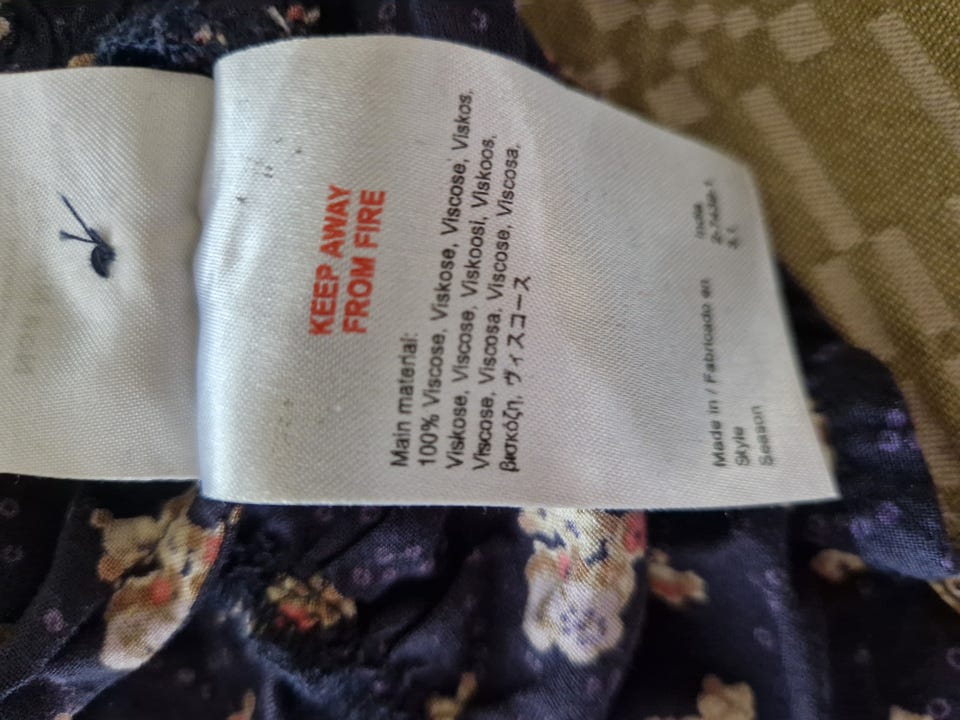 KEEP AWAY
FROM FIRE
Main material:
100% Viscose, Viskose, Viscose, Viskos,
Viskose, Viscose, Viskoosi, Viskoos,
Viscose, Viscosa, Viscose, Viscosa,
βισκόζη, ヴィスコース
Made in / Fabricado en India
Style
Season